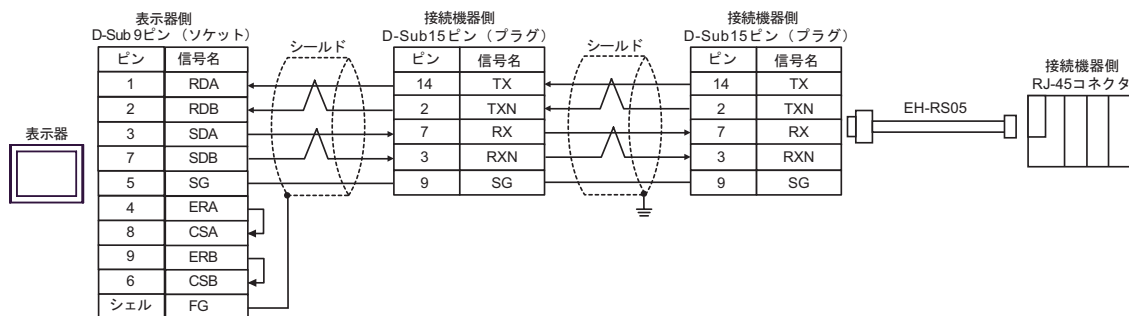 表示器側
D-Sub 9ピン （ソケット）
ピン 信号名
1 RDA
2 RDB
3 SDA
7 SDB
5 SG
4 ERA
8 CSA
9 ERB
6 CSB
シェル FG
表示器
シールド
接続機器側
D-Sub15ピン（プラグ）
ピン 信号名
14 TX
2 TXN
7 RX
3 RXN
9 SG
シールド
接続機器側
D-Sub15ピン（プラグ）
ピン 信号名
14 TX
2 TXN
7 RX
3 RXN
9 SG
EH-RS05
接続機器側
RJ-45コネクタ